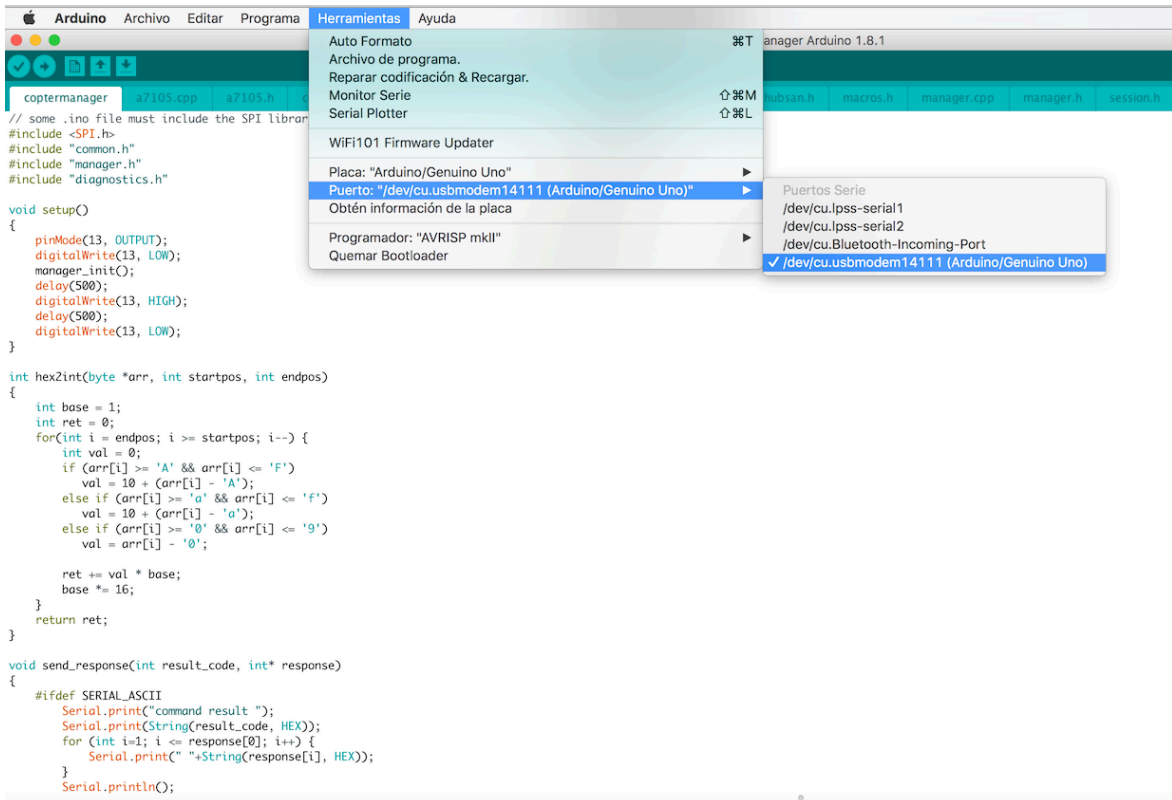 Arduino Archivo Editar Programa Herramientas Ayuda
anager Arduino 1.8.1
coptermanager a7105.cpp a7105.h c hubsan.h macros.h manager.cpp manager.h session.h
Auto Formato ⌘T
Archivo de programa.
Reparar codificación & Recargar.
Monitor Serie ⇧⌘M
Serial Plotter ⇧⌘L
WiFi101 Firmware Updater
Placa: "Arduino/Genuino Uno"
Puerto: "/dev/cu.usbmodem14111 (Arduino/Genuino Uno)"
Obtén información de la placa
Programador: "AVRISP mkII"
Quemar Bootloader
Puertos Serie
/dev/cu.lpss-serial1
/dev/cu.lpss-serial2
/dev/cu.Bluetooth-Incoming-Port
✓ /dev/cu.usbmodem14111 (Arduino/Genuino Uno)
// some .ino file must include the SPI librar
#include <SPI.h>
#include "common.h"
#include "manager.h"
#include "diagnostics.h"
void setup()
{
pinMode(13, OUTPUT);
digitalWrite(13, LOW);
manager_init();
delay(500);
digitalWrite(13, HIGH);
delay(500);
digitalWrite(13, LOW);
}
int hex2int(byte *arr, int startpos, int endpos)
{
int base = 1;
int ret = 0;
for(int i = endpos; i >= startpos; i--) {
int val = 0;
if (arr[i] >= 'A' && arr[i] <= 'F')
val = 10 + (arr[i] - 'A');
else if (arr[i] >= 'a' && arr[i] <= 'f')
val = 10 + (arr[i] - 'a');
else if (arr[i] >= '0' && arr[i] <= '9')
val = arr[i] - '0';
ret += val * base;
base *= 16;
}
return ret;
}
void send_response(int result_code, int* response)
{
#ifdef SERIAL_ASCII
Serial.print("command result ");
Serial.print(String(result_code, HEX));
for (int i=1; i <= response[0]; i++) {
Serial.print(" "+String(response[i], HEX));
}
Serial.println();